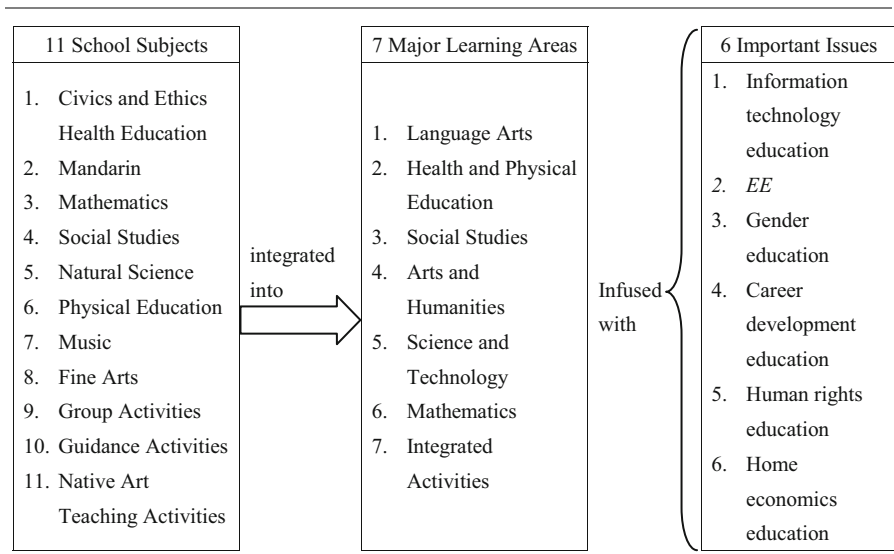 11 School Subjects
1. Civics and Ethics
Health Education
2. Mandarin
3. Mathematics
4. Social Studies
5. Natural Science
6. Physical Education
7. Music
8. Fine Arts
9. Group Activities
10. Guidance Activities
11. Native Art
Teaching Activities
integrated
into
7 Major Learning Areas
1. Language Arts
2. Health and Physical
Education
3. Social Studies
4. Arts and
Humanities
5. Science and
Technology
6. Mathematics
7. Integrated
Activities
Infused
with
6 Important Issues
1. Information
technology
education
2. EE
3. Gender
education
4. Career
development
education
5. Human rights
education
6. Home
economics
education